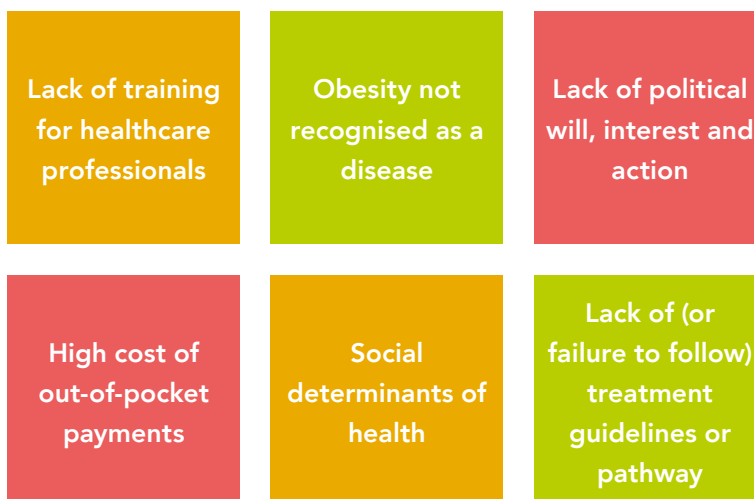 Lack of training
for healthcare
professionals
Obesity not
recognised as a
disease
Lack of political
will, interest and
action
High cost of
out-of-pocket
payments
Social
determinants of
health
Lack of (or
failure to follow)
treatment
guidelines or
pathway